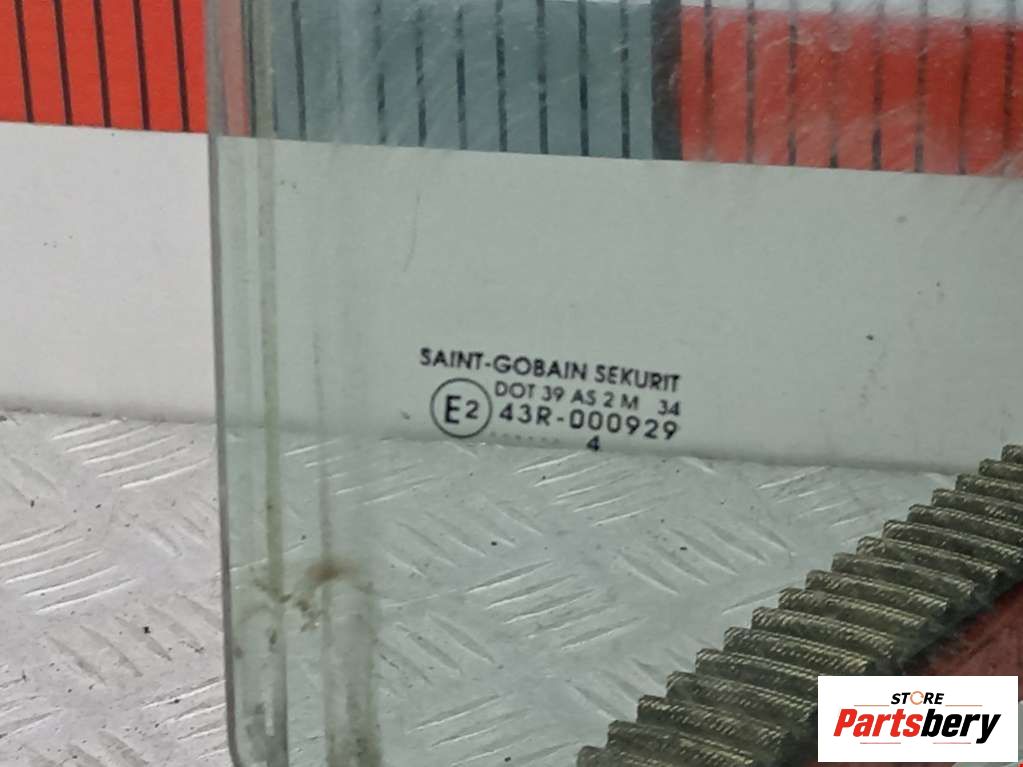 SAINT-GOBAIN SEKURIT
DOT 39 AS 2 M 34
E2 43R-000929
4
STORE
Partsbery